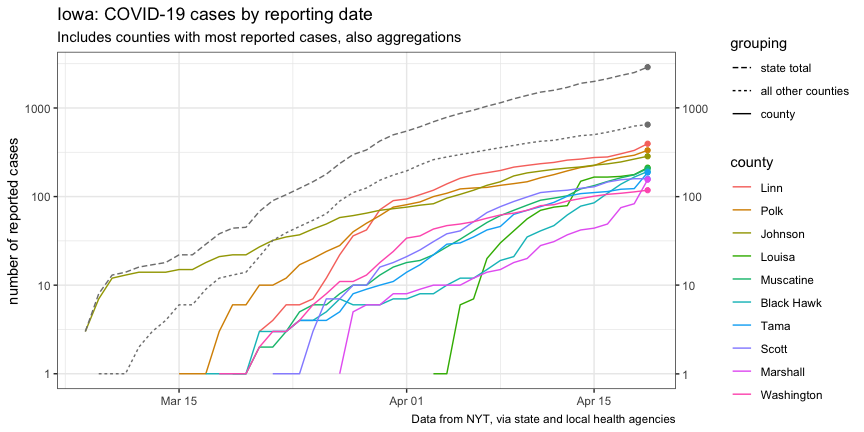 Iowa: COVID-19 cases by reporting date
Includes counties with most reported cases, also aggregations
number of reported cases
1000
100
10
1
1000
100
10
1
Mar 15
Apr 01
Apr 15
Data from NYT, via state and local health agencies
grouping
state total
all other counties
county
county
Linn
Polk
Johnson
Louisa
Muscatine
Black Hawk
Tama
Scott
Marshall
Washington